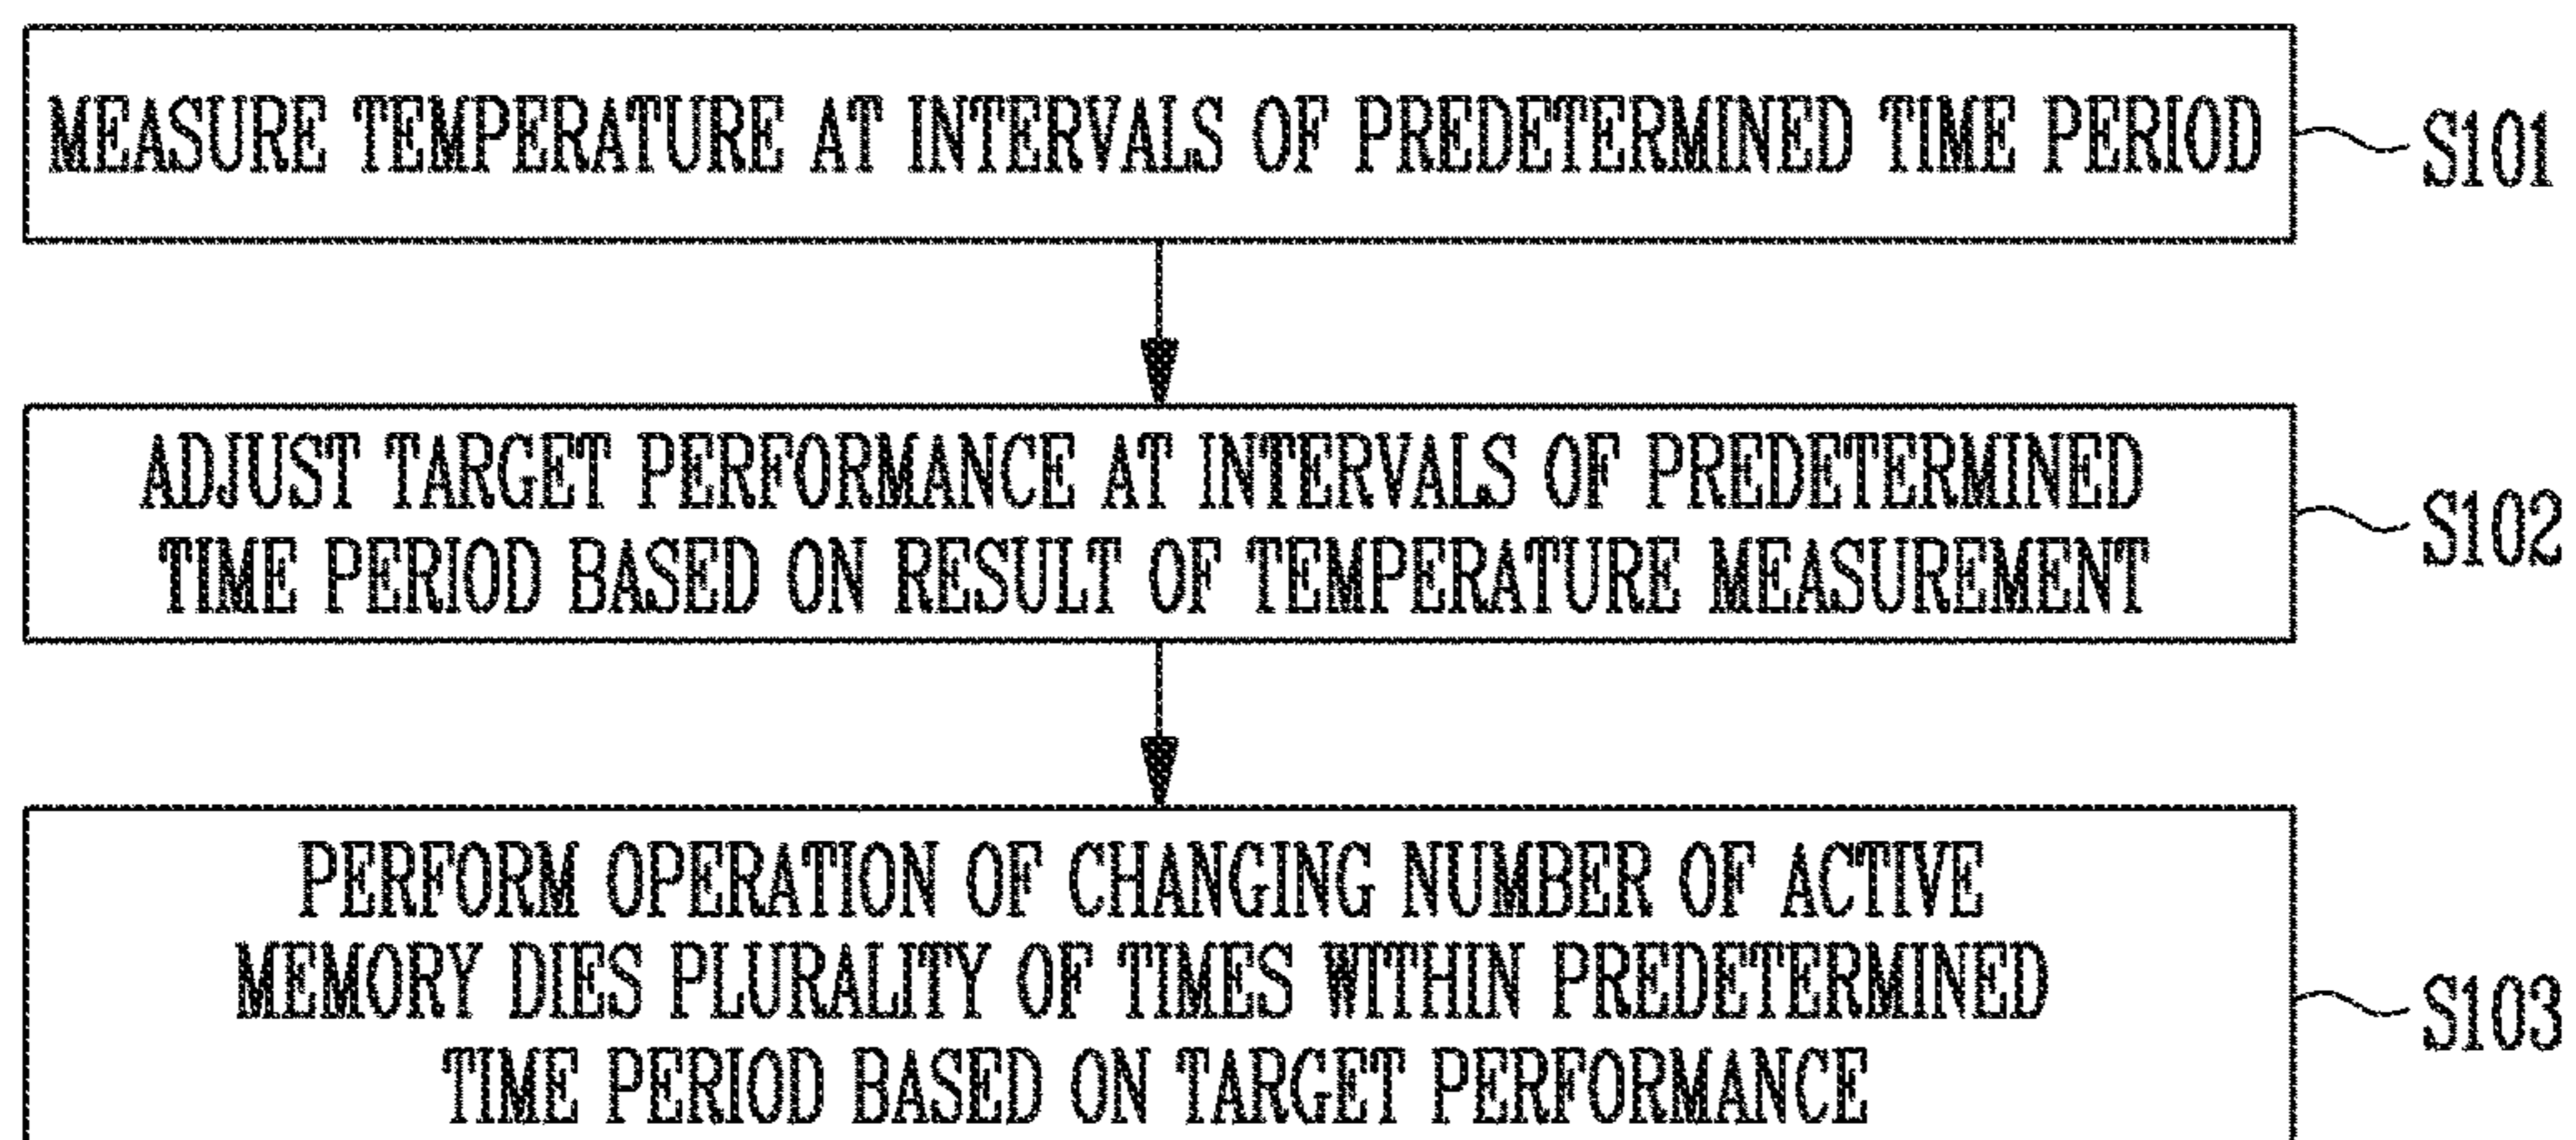 MEASURE TEMPERATURE AT INTERVALS OF PREDETERMINED TIME PERIOD
S101
ADJUST TARGET PERFORMANCE AT INTERVALS OF PREDETERMINED
TIME PERIOD BASED ON RESULT OF TEMPERATURE MEASUREMENT
S102
PERFORM OPERATION OF CHANGING NUMBER OF ACTIVE
MEMORY DIES PLURALITY OF TIMES WITHIN PREDETERMINED
TIME PERIOD BASED ON TARGET PERFORMANCE
S103